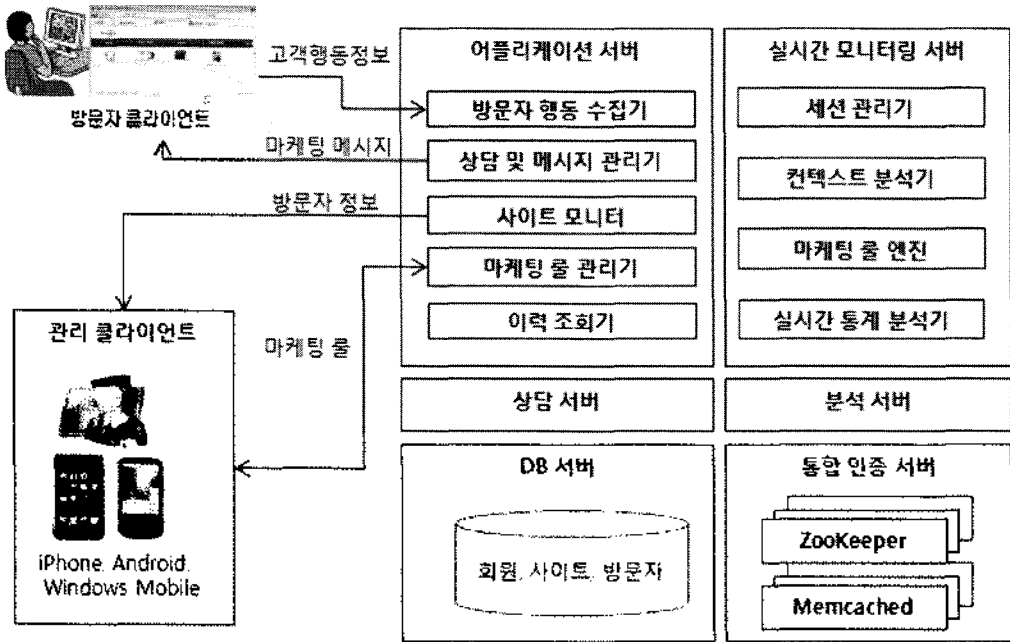 방문자 클라이언트
고객행동정보
마케팅 메시지
방문자 정보
마케팅 룰
관리 클라이언트
iPhone, Android,
Windows Mobile
어플리케이션 서버
방문자 행동 수집기
상담 및 메시지 관리기
사이트 모니터
마케팅 룰 관리기
이력 조회기
실시간 모니터링 서버
세션 관리기
컨텍스트 분석기
마케팅 룰 엔진
실시간 통계 분석기
상담 서버
분석 서버
DB 서버
회원, 사이트, 방문자
통합 인증 서버
ZooKeeper
Memcached